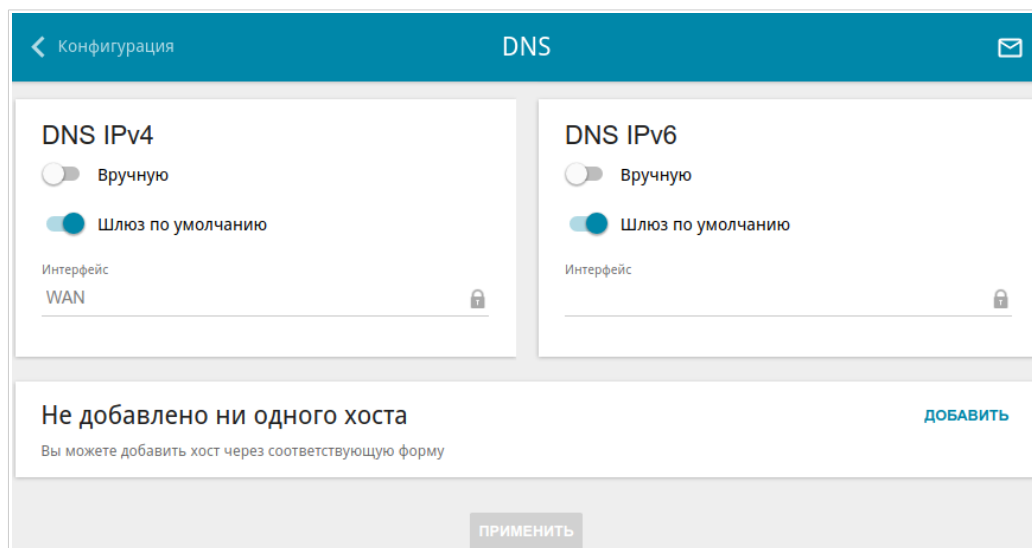 Конфигурация
DNS
DNS IPv4
Вручную
Шлюз по умолчанию
Интерфейс
WAN
DNS IPv6
Вручную
Шлюз по умолчанию
Интерфейс
Не добавлено ни одного хоста
ДОБАВИТЬ
Вы можете добавить хост через соответствующую форму
ПРИМЕНИТЬ